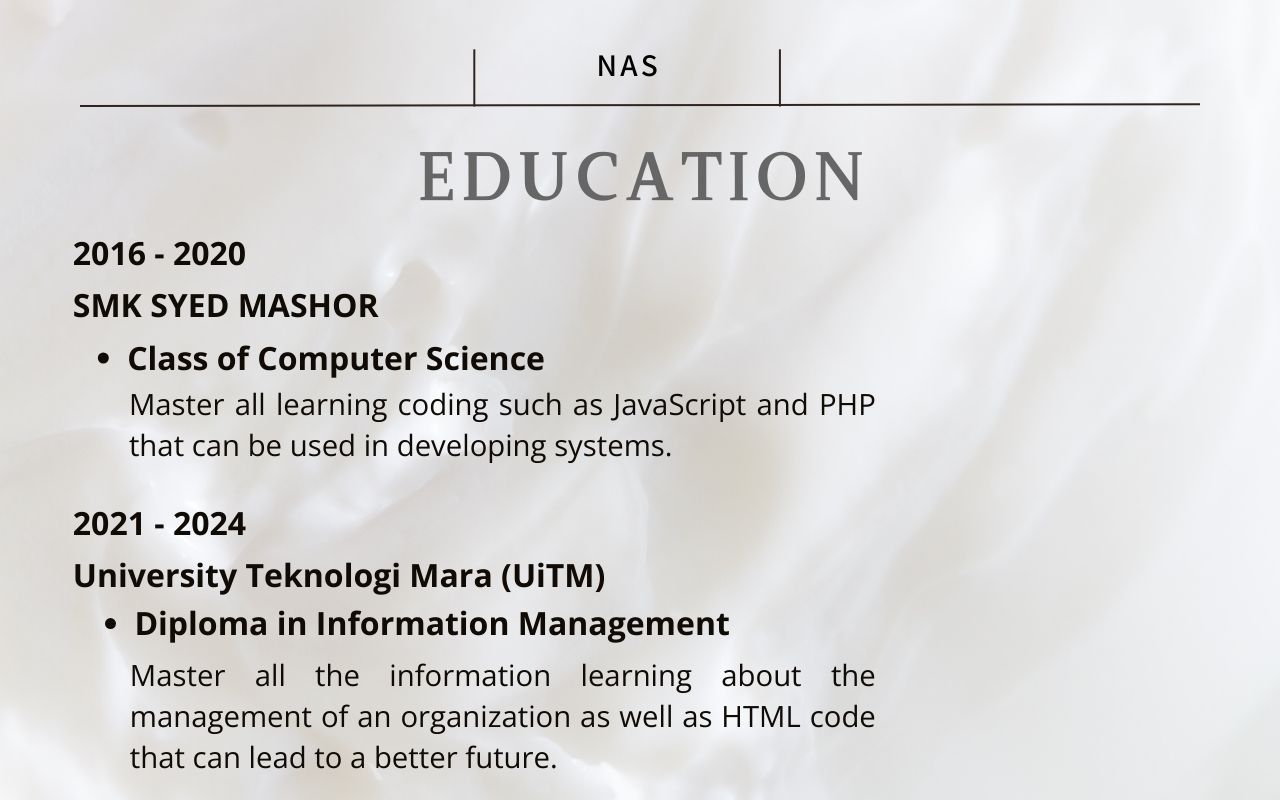 NAS
EDUCATION
2016 - 2020
SMK SYED MASHOR
• Class of Computer Science
Master all learning coding such as JavaScript and PHP
that can be used in developing systems.
2021 - 2024
University Teknologi Mara (UiTM)
• Diploma in Information Management
Master all the information learning about the
management of an organization as well as HTML code
that can lead to a better future.